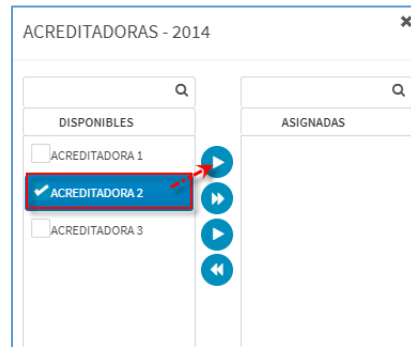 ACREDITADORAS - 2014
DISPONIBLES
ASIGNADAS
ACREDITADORA 1
ACREDITADORA 2
ACREDITADORA 3